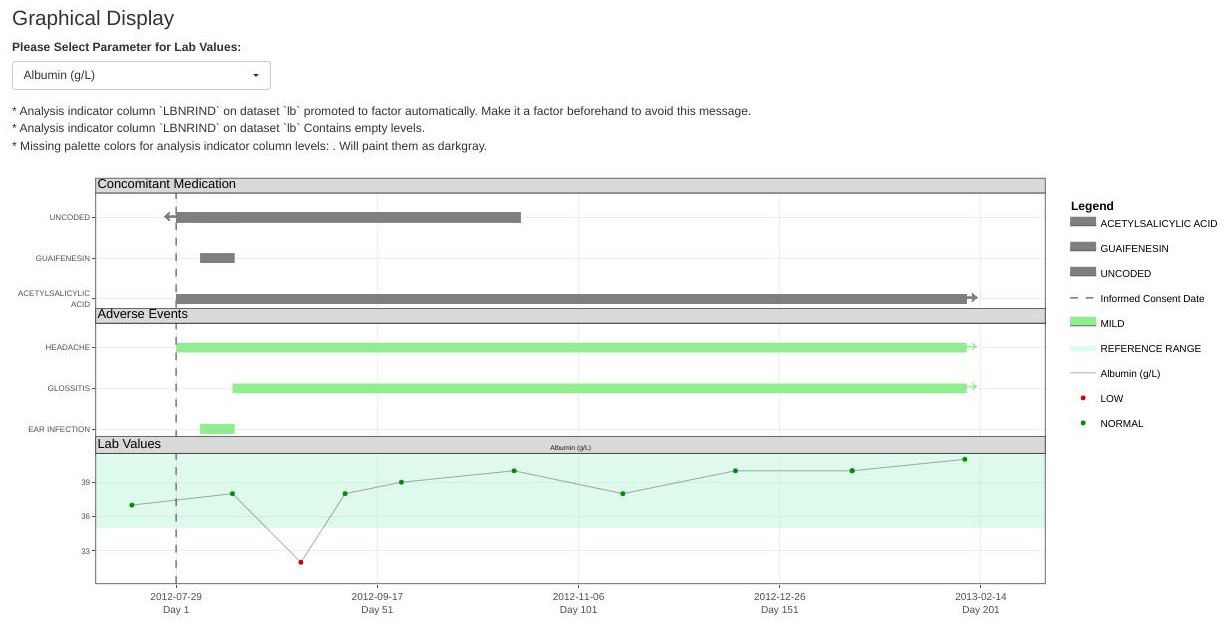 Graphical Display
Please Select Parameter for Lab Values:
Albumin (g/L)
* Analysis indicator column `LBNRIND` on dataset `lb` promoted to factor automatically. Make it a factor beforehand to avoid this message.
* Analysis indicator column `LBNRIND` on dataset `lb` Contains empty levels.
* Missing palette colors for analysis indicator column levels: . Will paint them as darkgray.
Concomitant Medication
UNCODED
GUAIFENESIN
ACETYLSALICYLIC
ACID
Adverse Events
HEADACHE
GLOSSITIS
EAR INFECTION
Lab Values
Albumin (g/L)
39
36
33
2012-07-29
Day 1
2012-09-17
Day 51
2012-11-06
Day 101
2012-12-26
Day 151
2013-02-14
Day 201
Legend
ACETYLSALICYLIC ACID
GUAIFENESIN
UNCODED
Informed Consent Date
MILD
REFERENCE RANGE
Albumin (g/L)
LOW
NORMAL